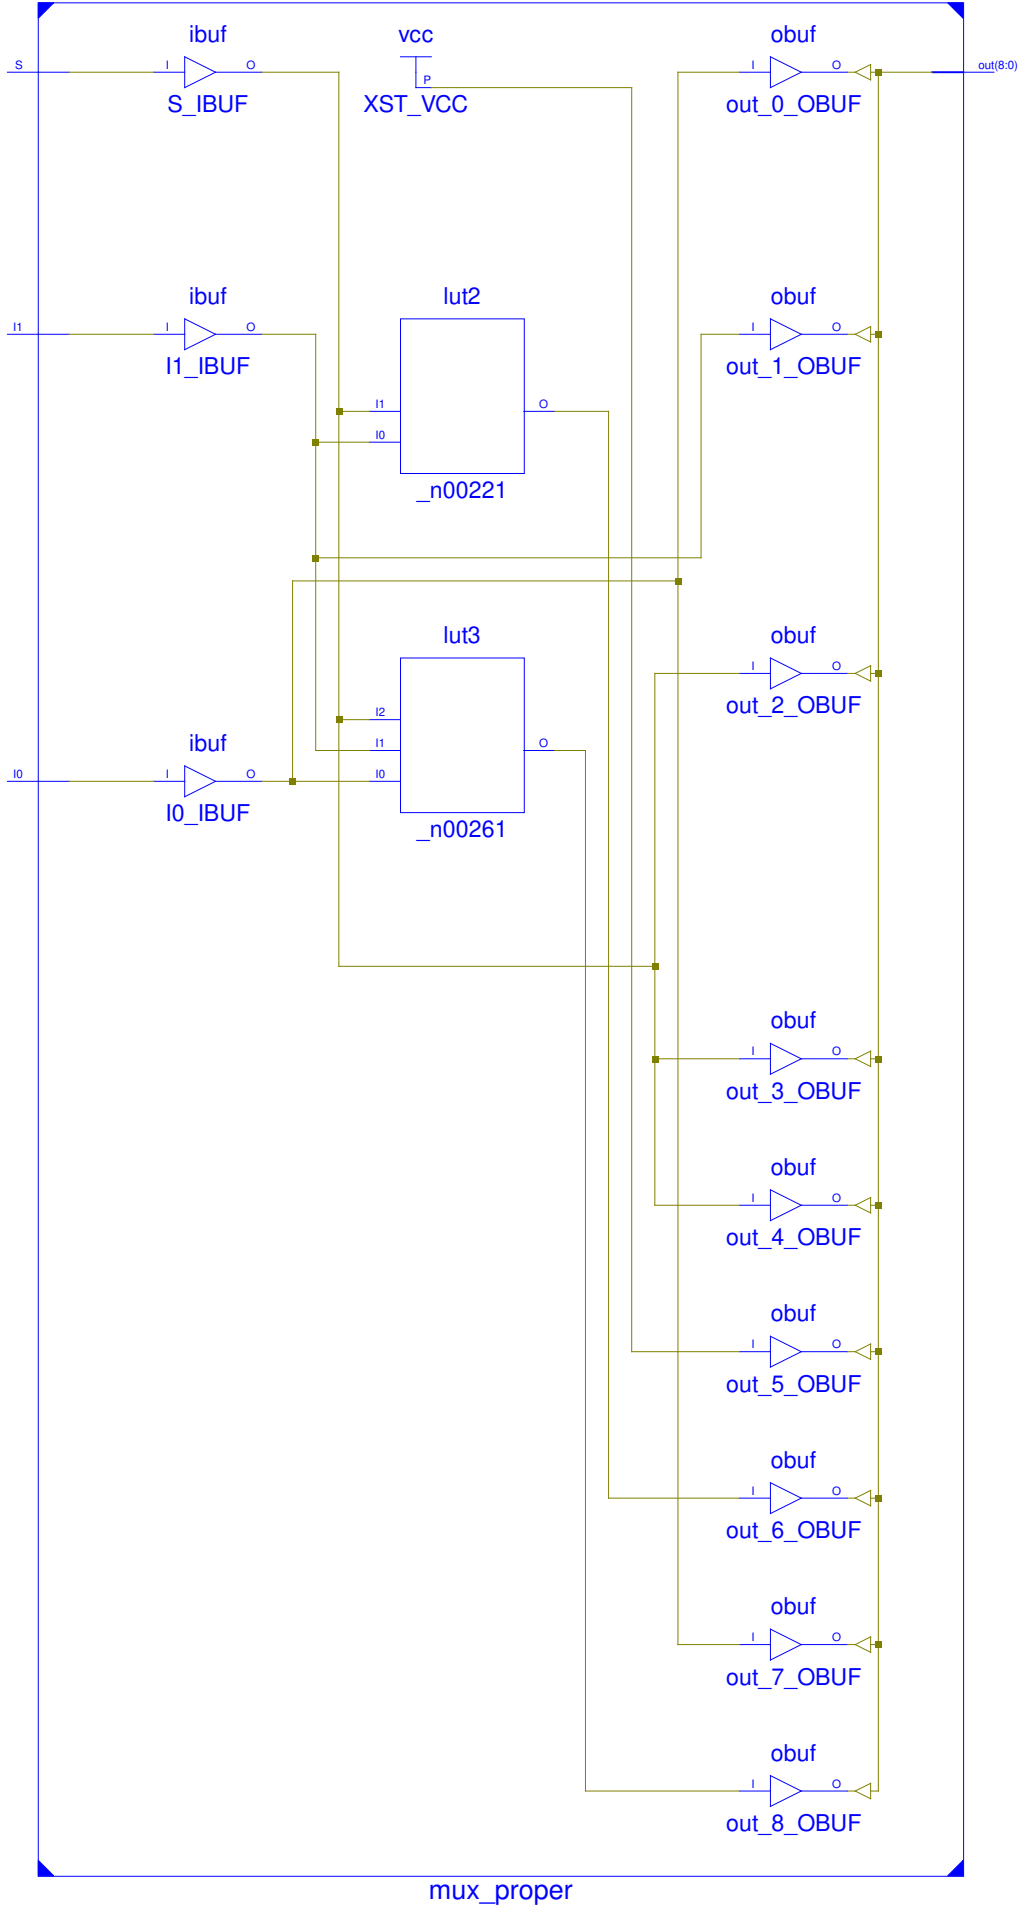 ibuf
vcc
obuf
S
I
O
P
I
O
out(8:0)
S_IBUF
XST_VCC
out_0_OBUF
ibuf
lut2
obuf
I1
I
O
I
O
I1_IBUF
out_1_OBUF
I1
O
I0
_n00221
lut3
obuf
I
O
out_2_OBUF
I2
ibuf
I1
O
I0
I
O
I0
I0_IBUF
_n00261
obuf
I
O
out_3_OBUF
obuf
I
O
out_4_OBUF
obuf
I
O
out_5_OBUF
obuf
I
O
out_6_OBUF
obuf
I
O
out_7_OBUF
obuf
I
O
out_8_OBUF
mux_proper